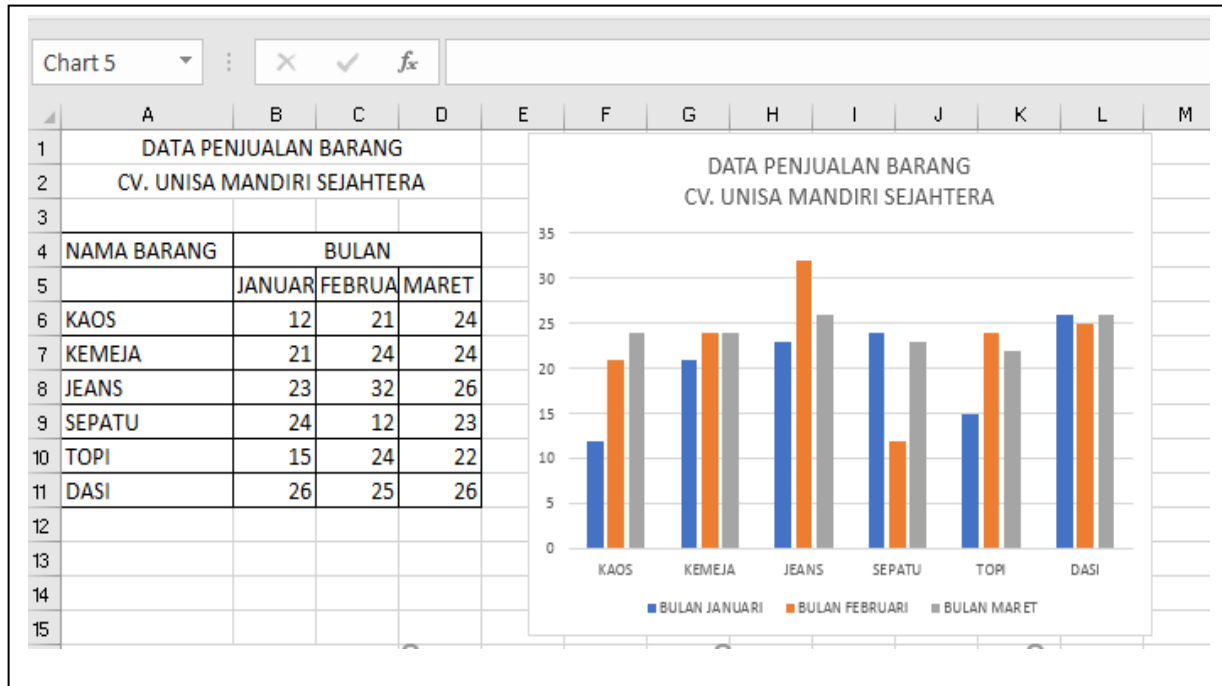 Chart 5
fx
A B C D E F G H I J K L M
1 DATA PENJUALAN BARANG
2 CV. UNISA MANDIRI SEJAHTERA
3
4 NAMA BARANG BULAN
5 JANUAR FEBRUA MARET
6 KAOS 12 21 24
7 KEMEJA 21 24 24
8 JEANS 23 32 26
9 SEPATU 24 12 23
10 TOPI 15 24 22
11 DASI 26 25 26
12
13
14
15
DATA PENJUALAN BARANG
CV. UNISA MANDIRI SEJAHTERA
35
30
25
20
15
10
5
0
KAOS KEMEJA JEANS SEPATU TOPI DASI
BULAN JANUARI BULAN FEBRUARI BULAN MARET